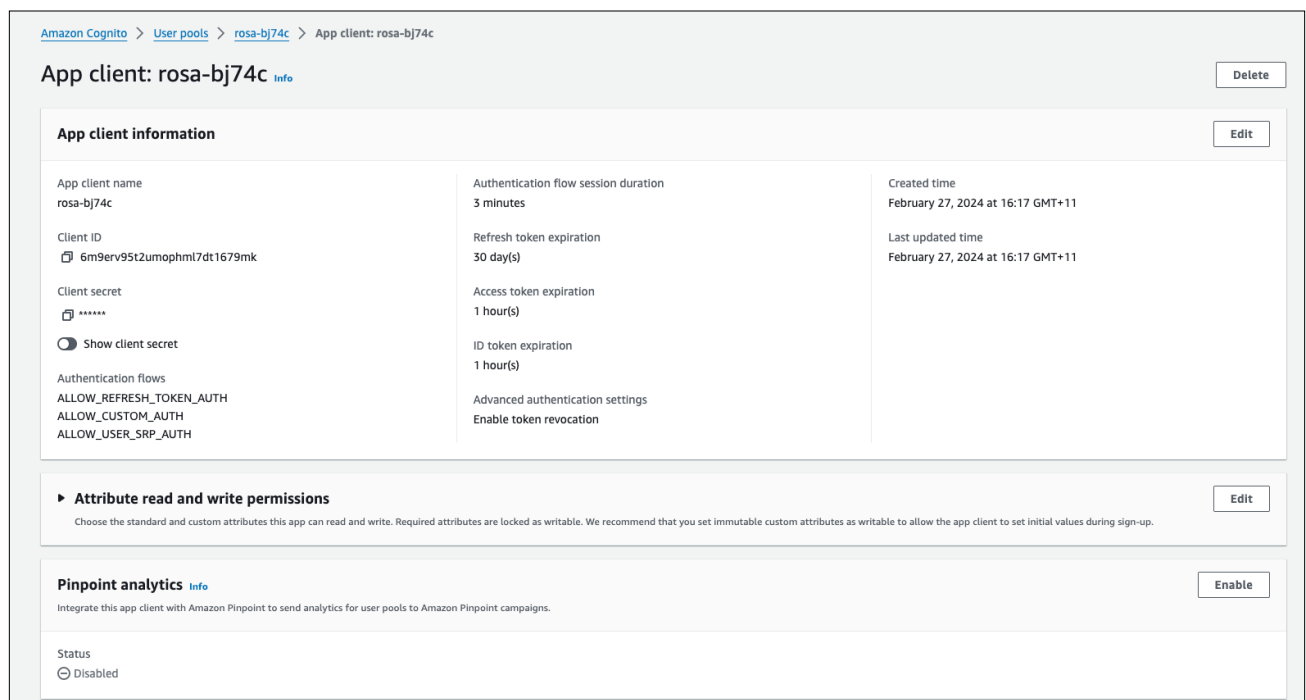 Amazon Cognito > User pools > rosa-bj74c > App client: rosa-bj74c
App client: rosa-bj74c Info
Delete
App client information
Edit
App client name
rosa-bj74c
Client ID
6m9erv95t2umophml7dt1679mk
Client secret
******
Show client secret
Authentication flows
ALLOW_REFRESH_TOKEN_AUTH
ALLOW_CUSTOM_AUTH
ALLOW_USER_SRP_AUTH
Authentication flow session duration
3 minutes
Refresh token expiration
30 day(s)
Access token expiration
1 hour(s)
ID token expiration
1 hour(s)
Advanced authentication settings
Enable token revocation
Created time
February 27, 2024 at 16:17 GMT+11
Last updated time
February 27, 2024 at 16:17 GMT+11
Attribute read and write permissions
Edit
Choose the standard and custom attributes this app can read and write. Required attributes are locked as writable. We recommend that you set immutable custom attributes as writable to allow the app client to set initial values during sign-up.
Pinpoint analytics Info
Enable
Integrate this app client with Amazon Pinpoint to send analytics for user pools to Amazon Pinpoint campaigns.
Status
Disabled